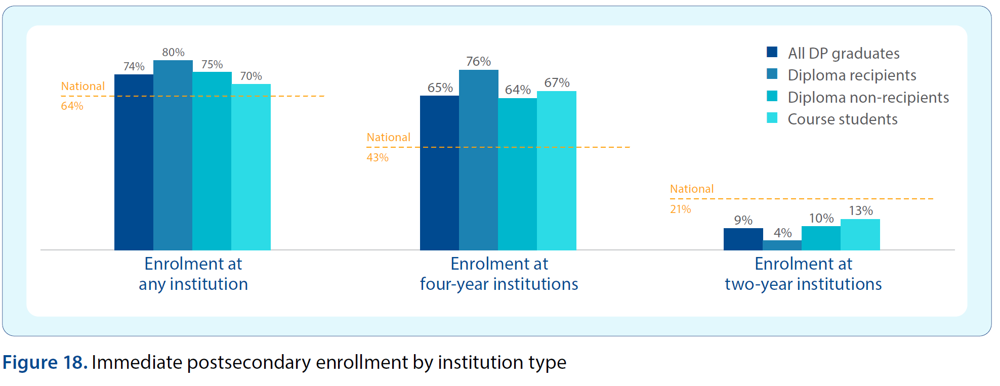 All DP graduates
Diploma recipients
Diploma non-recipients
Course students
National
64%
74%
80%
75%
70%
Enrolment at
any institution
National
43%
65%
76%
64%
67%
Enrolment at
four-year institutions
National
21%
9%
4%
10%
13%
Enrolment at
two-year institutions
Figure 18. Immediate postsecondary enrollment by institution type